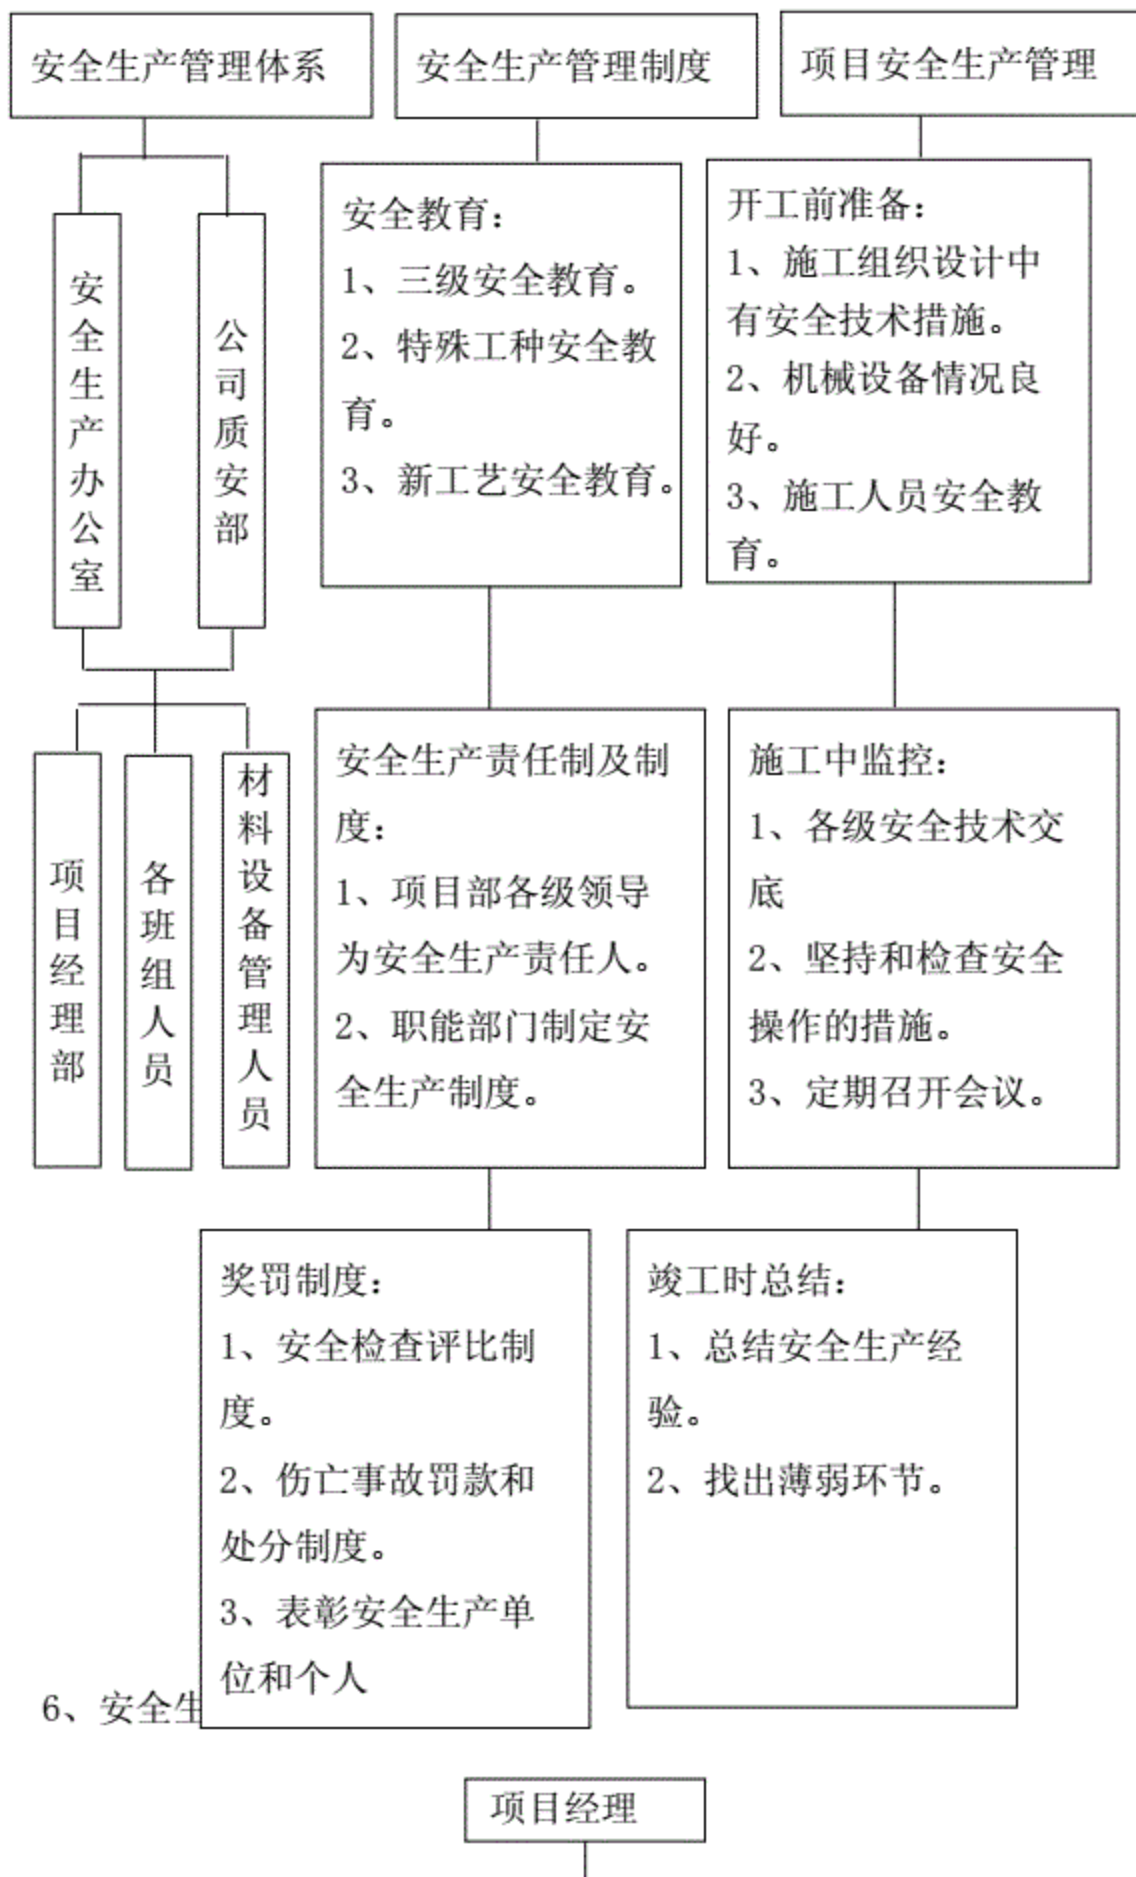 安全生产管理体系
安全生产管理制度
项目安全生产管理
安全生产办公室
公司质安部
安全教育：
1、三级安全教育。
2、特殊工种安全教
育。
3、新工艺安全教育。
开工前准备：
1、施工组织设计中
有安全技术措施。
2、机械设备情况良
好。
3、施工人员安全教
育。
项目经理部
各班组人员
材料设备管理人员
安全生产责任制及制
度：
1、项目部各级领导
为安全生产责任人。
2、职能部门制定安
全生产制度。
施工中监控：
1、各级安全技术交
底
2、坚持和检查安全
操作的措施。
3、定期召开会议。
奖罚制度：
1、安全检查评比制
度。
2、伤亡事故罚款和
处分制度。
3、表彰安全生产单
位和个人
竣工时总结：
1、总结安全生产经
验。
2、找出薄弱环节。
6、安全生
项目经理